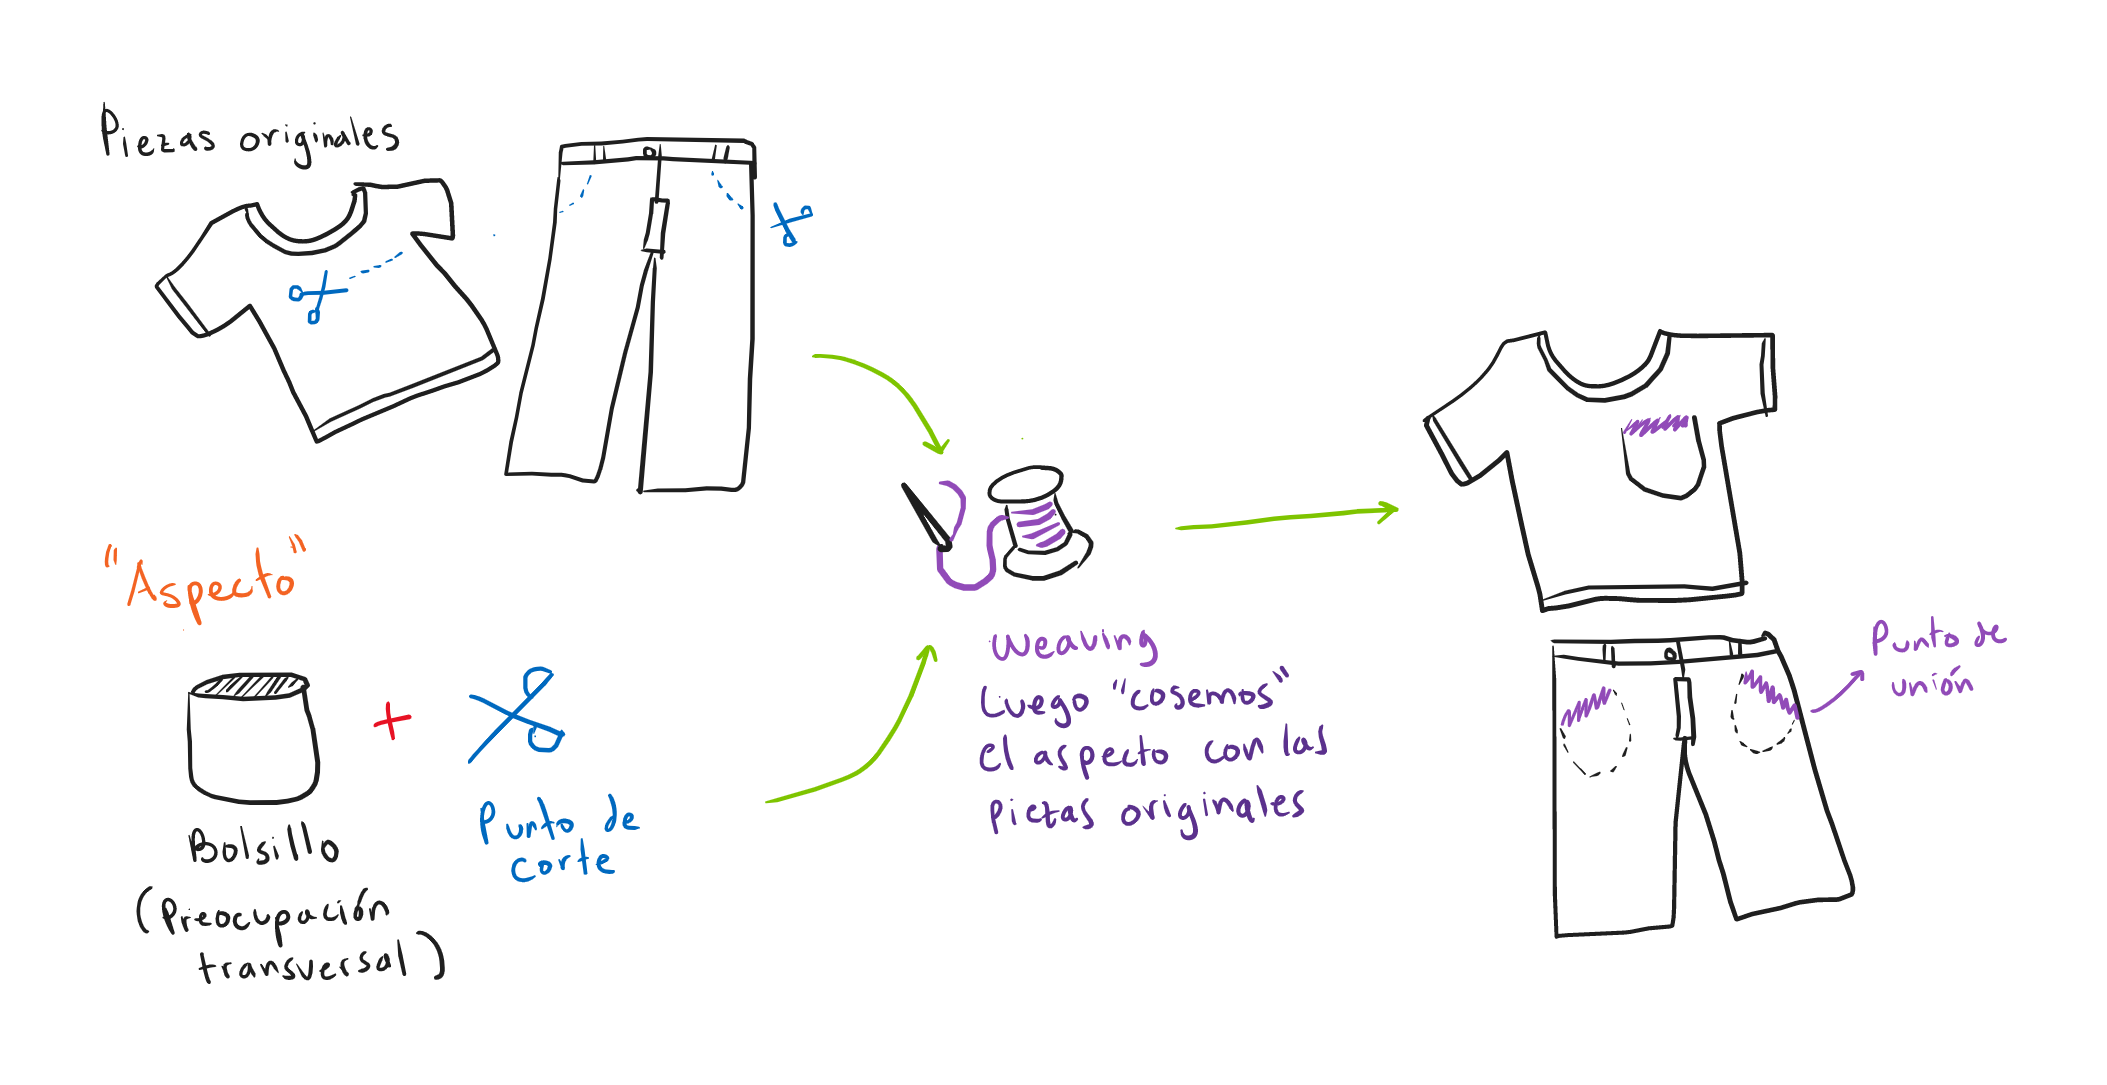 Piezas originales
"Aspecto"
Bolsillo
(Preocupación
transversal)
+
Punto de
corte
Weaving
Luego "cosemos"
el aspecto con las
piezas originales
Punto de
unión